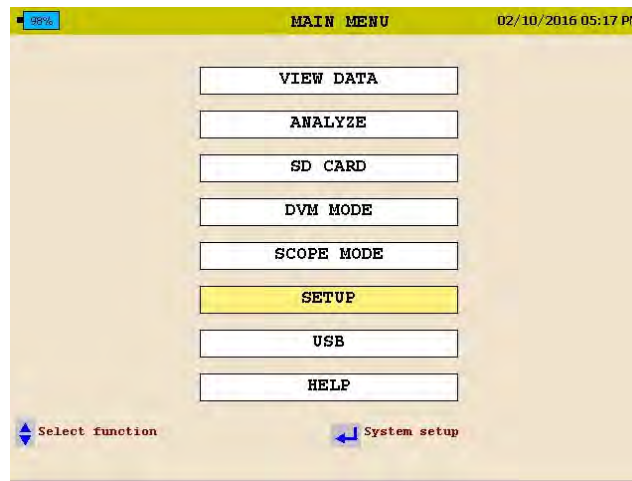 98% MAIN MENU 02/10/2016 05:17 PM
VIEW DATA
ANALYZE
SD CARD
DVM MODE
SCOPE MODE
SETUP
USB
HELP
Select function System setup